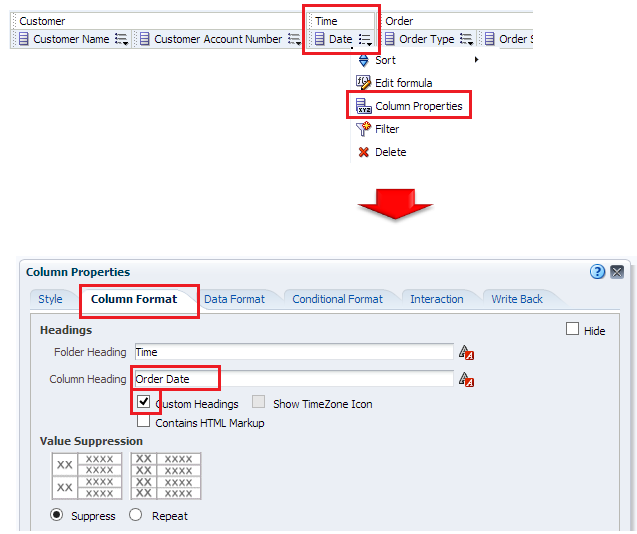 Customer Time Order
Customer Name Customer Account Number Date Order Type Order S
Sort
Edit formula
Column Properties
Filter
Delete
Column Properties
Style Column Format Data Format Conditional Format Interaction Write Back
Headings Hide
Folder Heading Time
Column Heading Order Date
Custom Headings Show TimeZone Icon
Contains HTML Markup
Value Suppression
XX XXXX XX XXXX
XXXX XX XXXX
XX XXXX XX XXXX
XXXX XX XXXX
Suppress Repeat